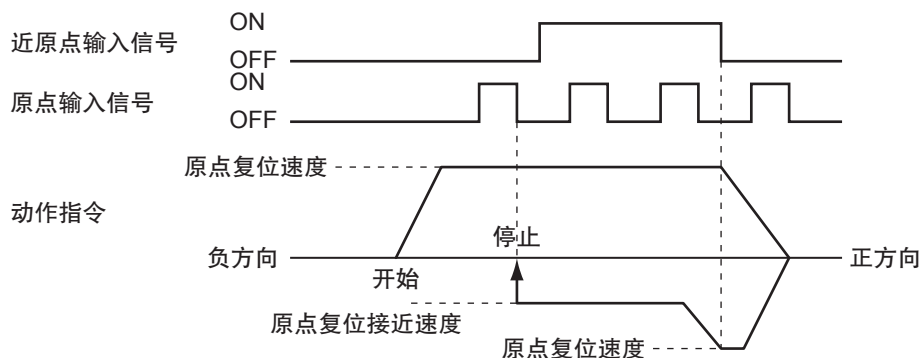 近原点输入信号
ON
OFF
原点输入信号
ON
OFF
原点复位速度
动作指令
停止
负方向
正方向
开始
原点复位接近速度
原点复位速度